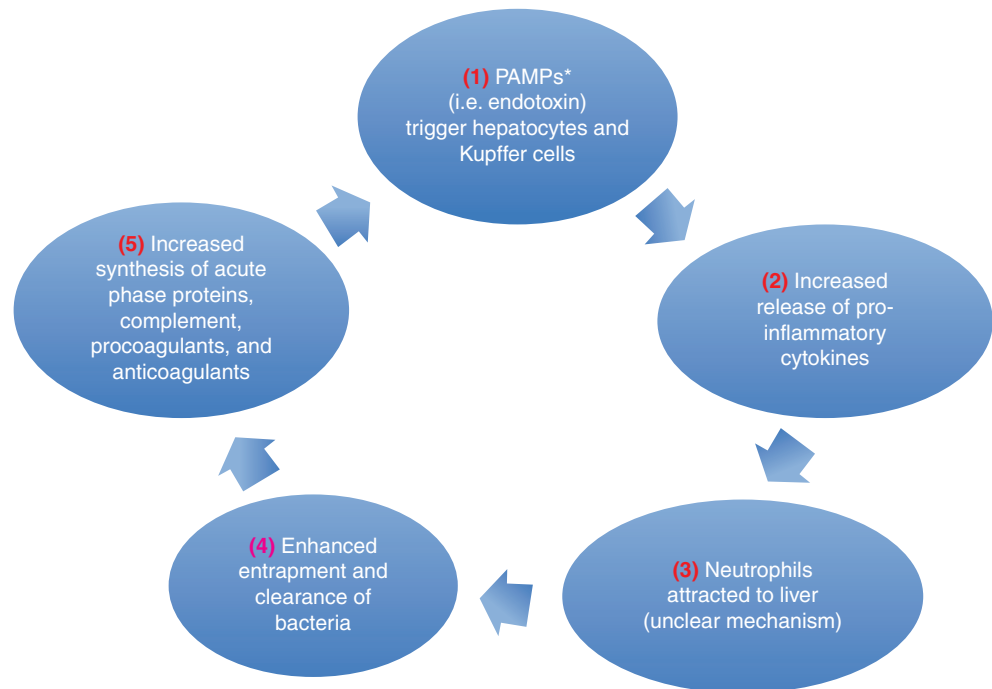 (1) PAMPs*
(i.e. endotoxin)
trigger hepatocytes and
Kupffer cells
(2) Increased
release of pro-
inflammatory
cytokines
(3) Neutrophils
attracted to liver
(unclear mechanism)
(4) Enhanced
entrapment and
clearance of
bacteria
(5) Increased
synthesis of acute
phase proteins,
complement,
procoagulants, and
anticoagulants